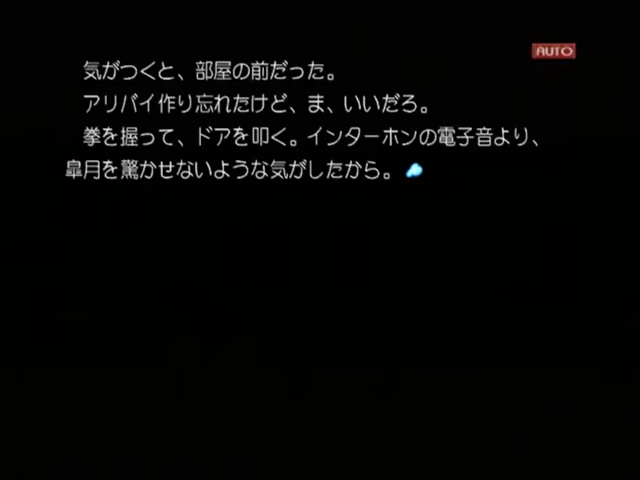 AUTO
気がつくと、部屋の前だった。
アリバイ作り忘れたけど、ま、いいだろ。
拳を握って、ドアを叩く。インターホンの電子音より、
皐月を驚かせないような気がしたから。